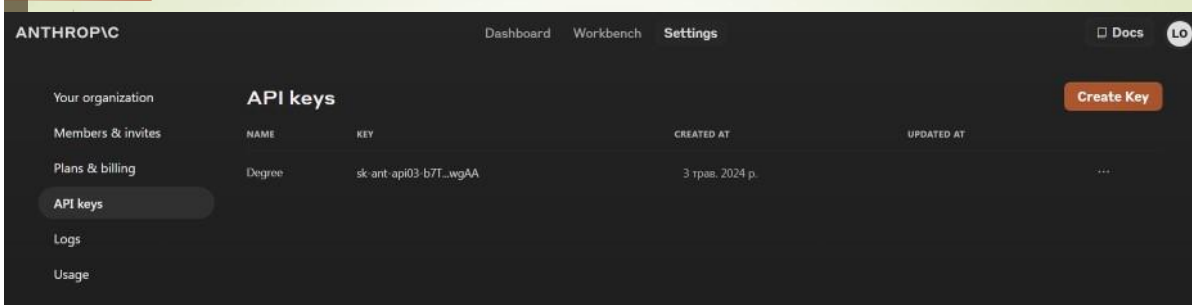 ANTHROP\C
Dashboard Workbench Settings
Docs LO
Your organization
Members & invites
Plans & billing
API keys
Logs
Usage
API keys
Create Key
NAME KEY CREATED AT UPDATED AT
Degree sk-ant-api03-b7T...wgAA 3 трав. 2024 р. ...